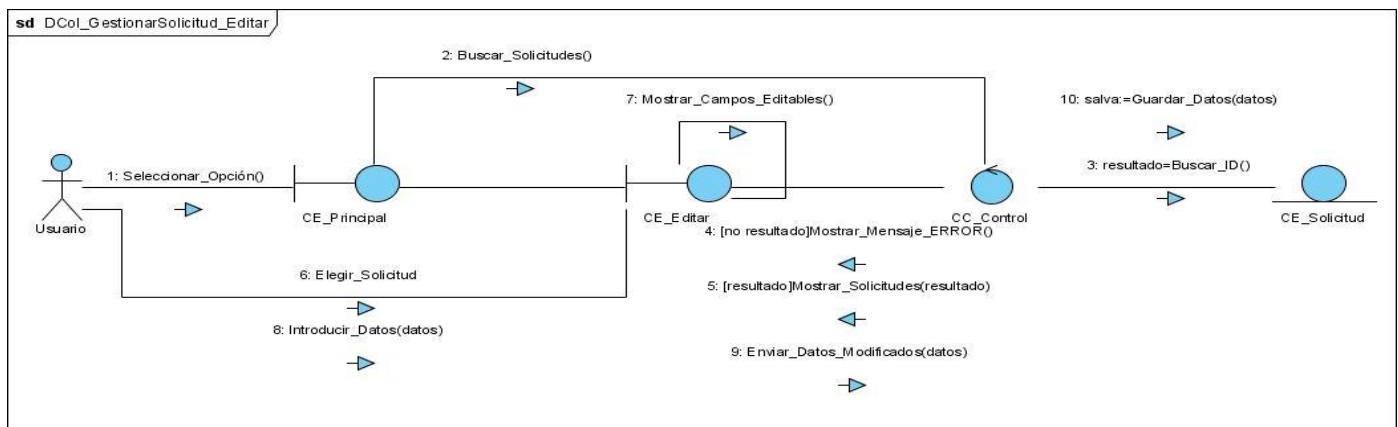 sd DCol_GestionarSolicitud_Editar
2: Buscar_Solicitudes()
7: Mostrar_Campos_Editables()
10: salva:=Guardar_Datos(datos)
1: Seleccionar_Opción()
3: resultado=Buscar_ID()
Usuario
CE_Principal
CE_Editar
CC_Control
CE_Solicitud
4: [no resultado]Mostrar_Mensaje_ERROR()
6: Elegir_Solicitud
5: [resultado]Mostrar_Solicitudes(resultado)
8: Introducir_Datos(datos)
9: Enviar_Datos_Modificados(datos)